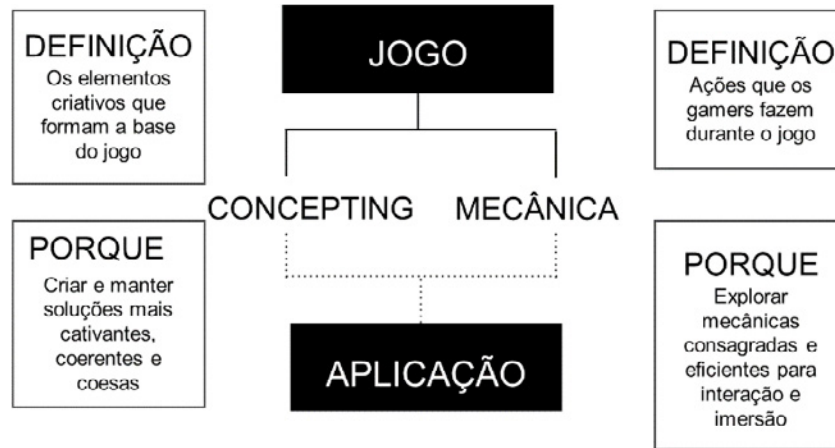 DEFINIÇÃO
Os elementos
criativos que
formam a base
do jogo
JOGO
DEFINIÇÃO
Ações que os
gamers fazem
durante o jogo
CONCEPTING
MECÂNICA
PORQUE
Criar e manter
soluções mais
cativantes,
coerentes e
coesas
APLICAÇÃO
PORQUE
Explorar
mecânicas
consagradas e
eficientes para
interação e
imersão